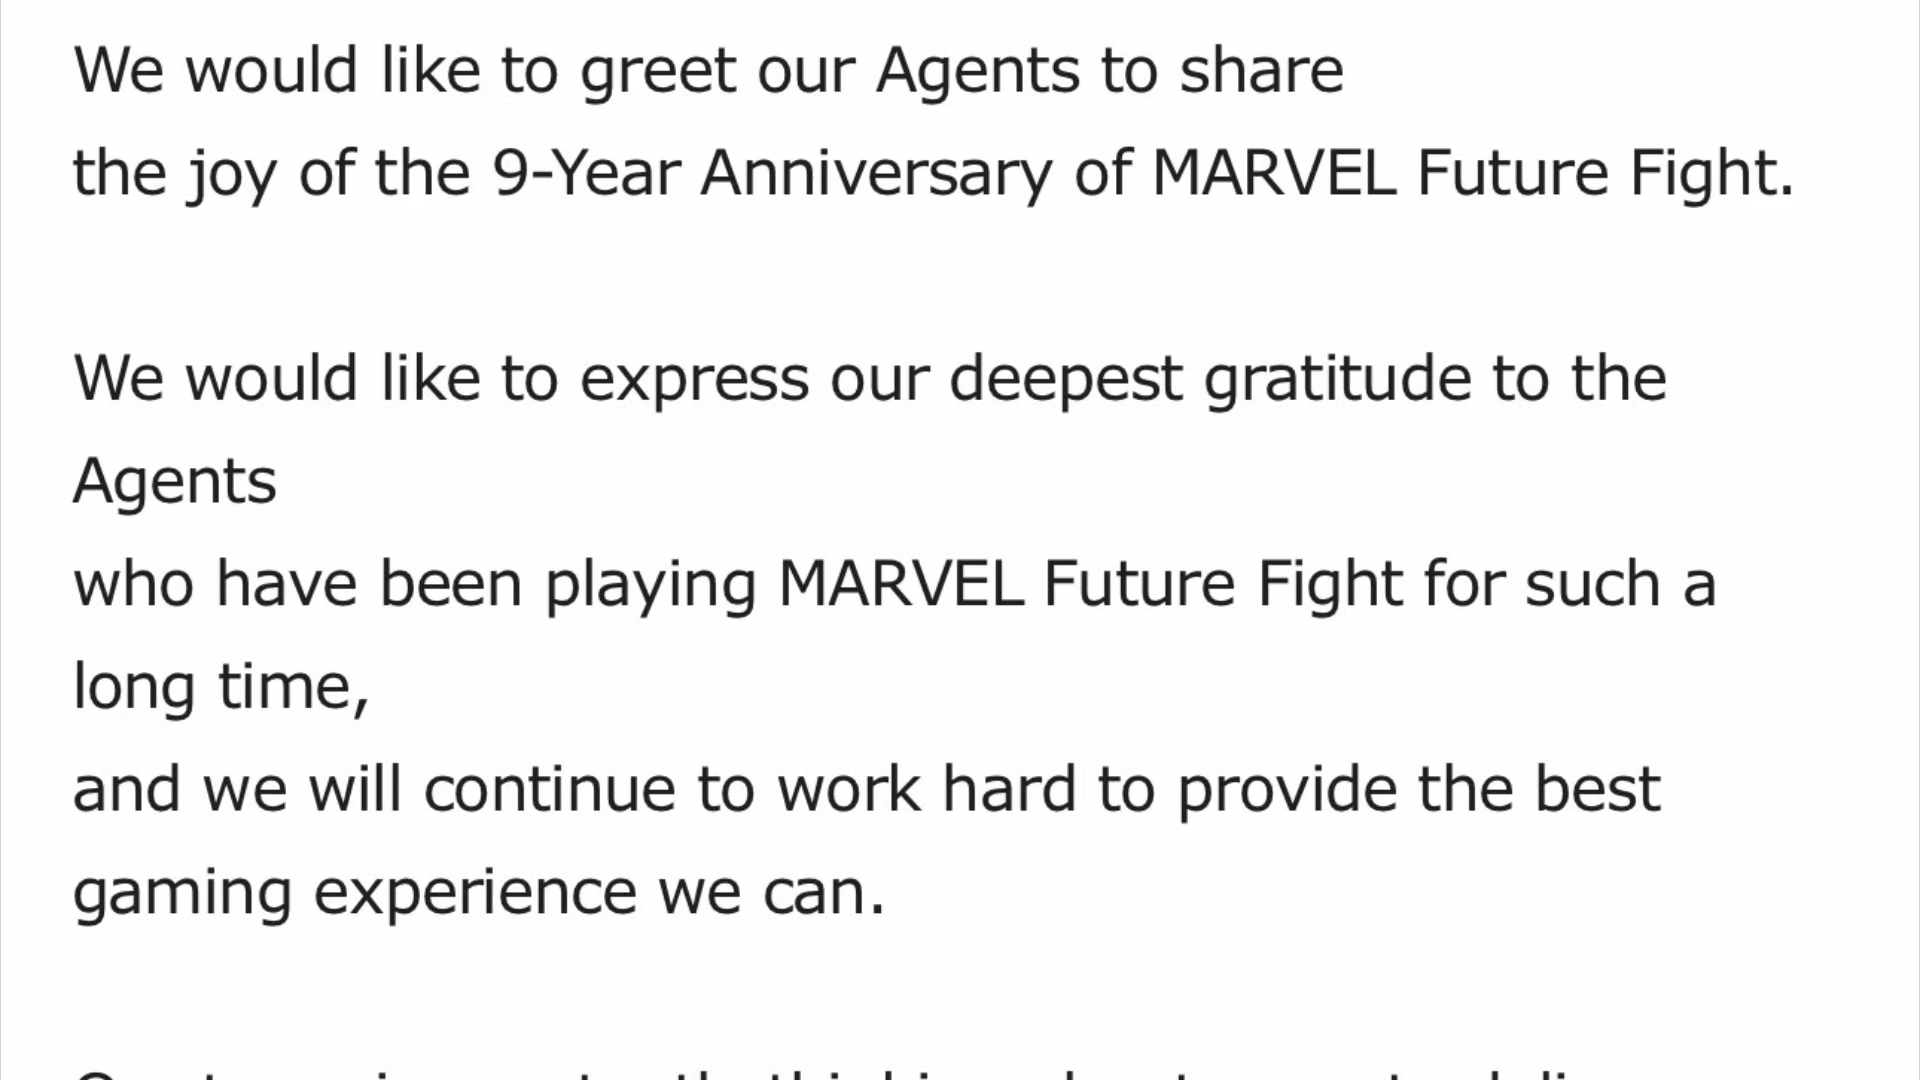 We would like to greet our Agents to share
the joy of the 9-Year Anniversary of MARVEL Future Fight.
We would like to express our deepest gratitude to the
Agents
who have been playing MARVEL Future Fight for such a
long time,
and we will continue to work hard to provide the best
gaming experience we can.